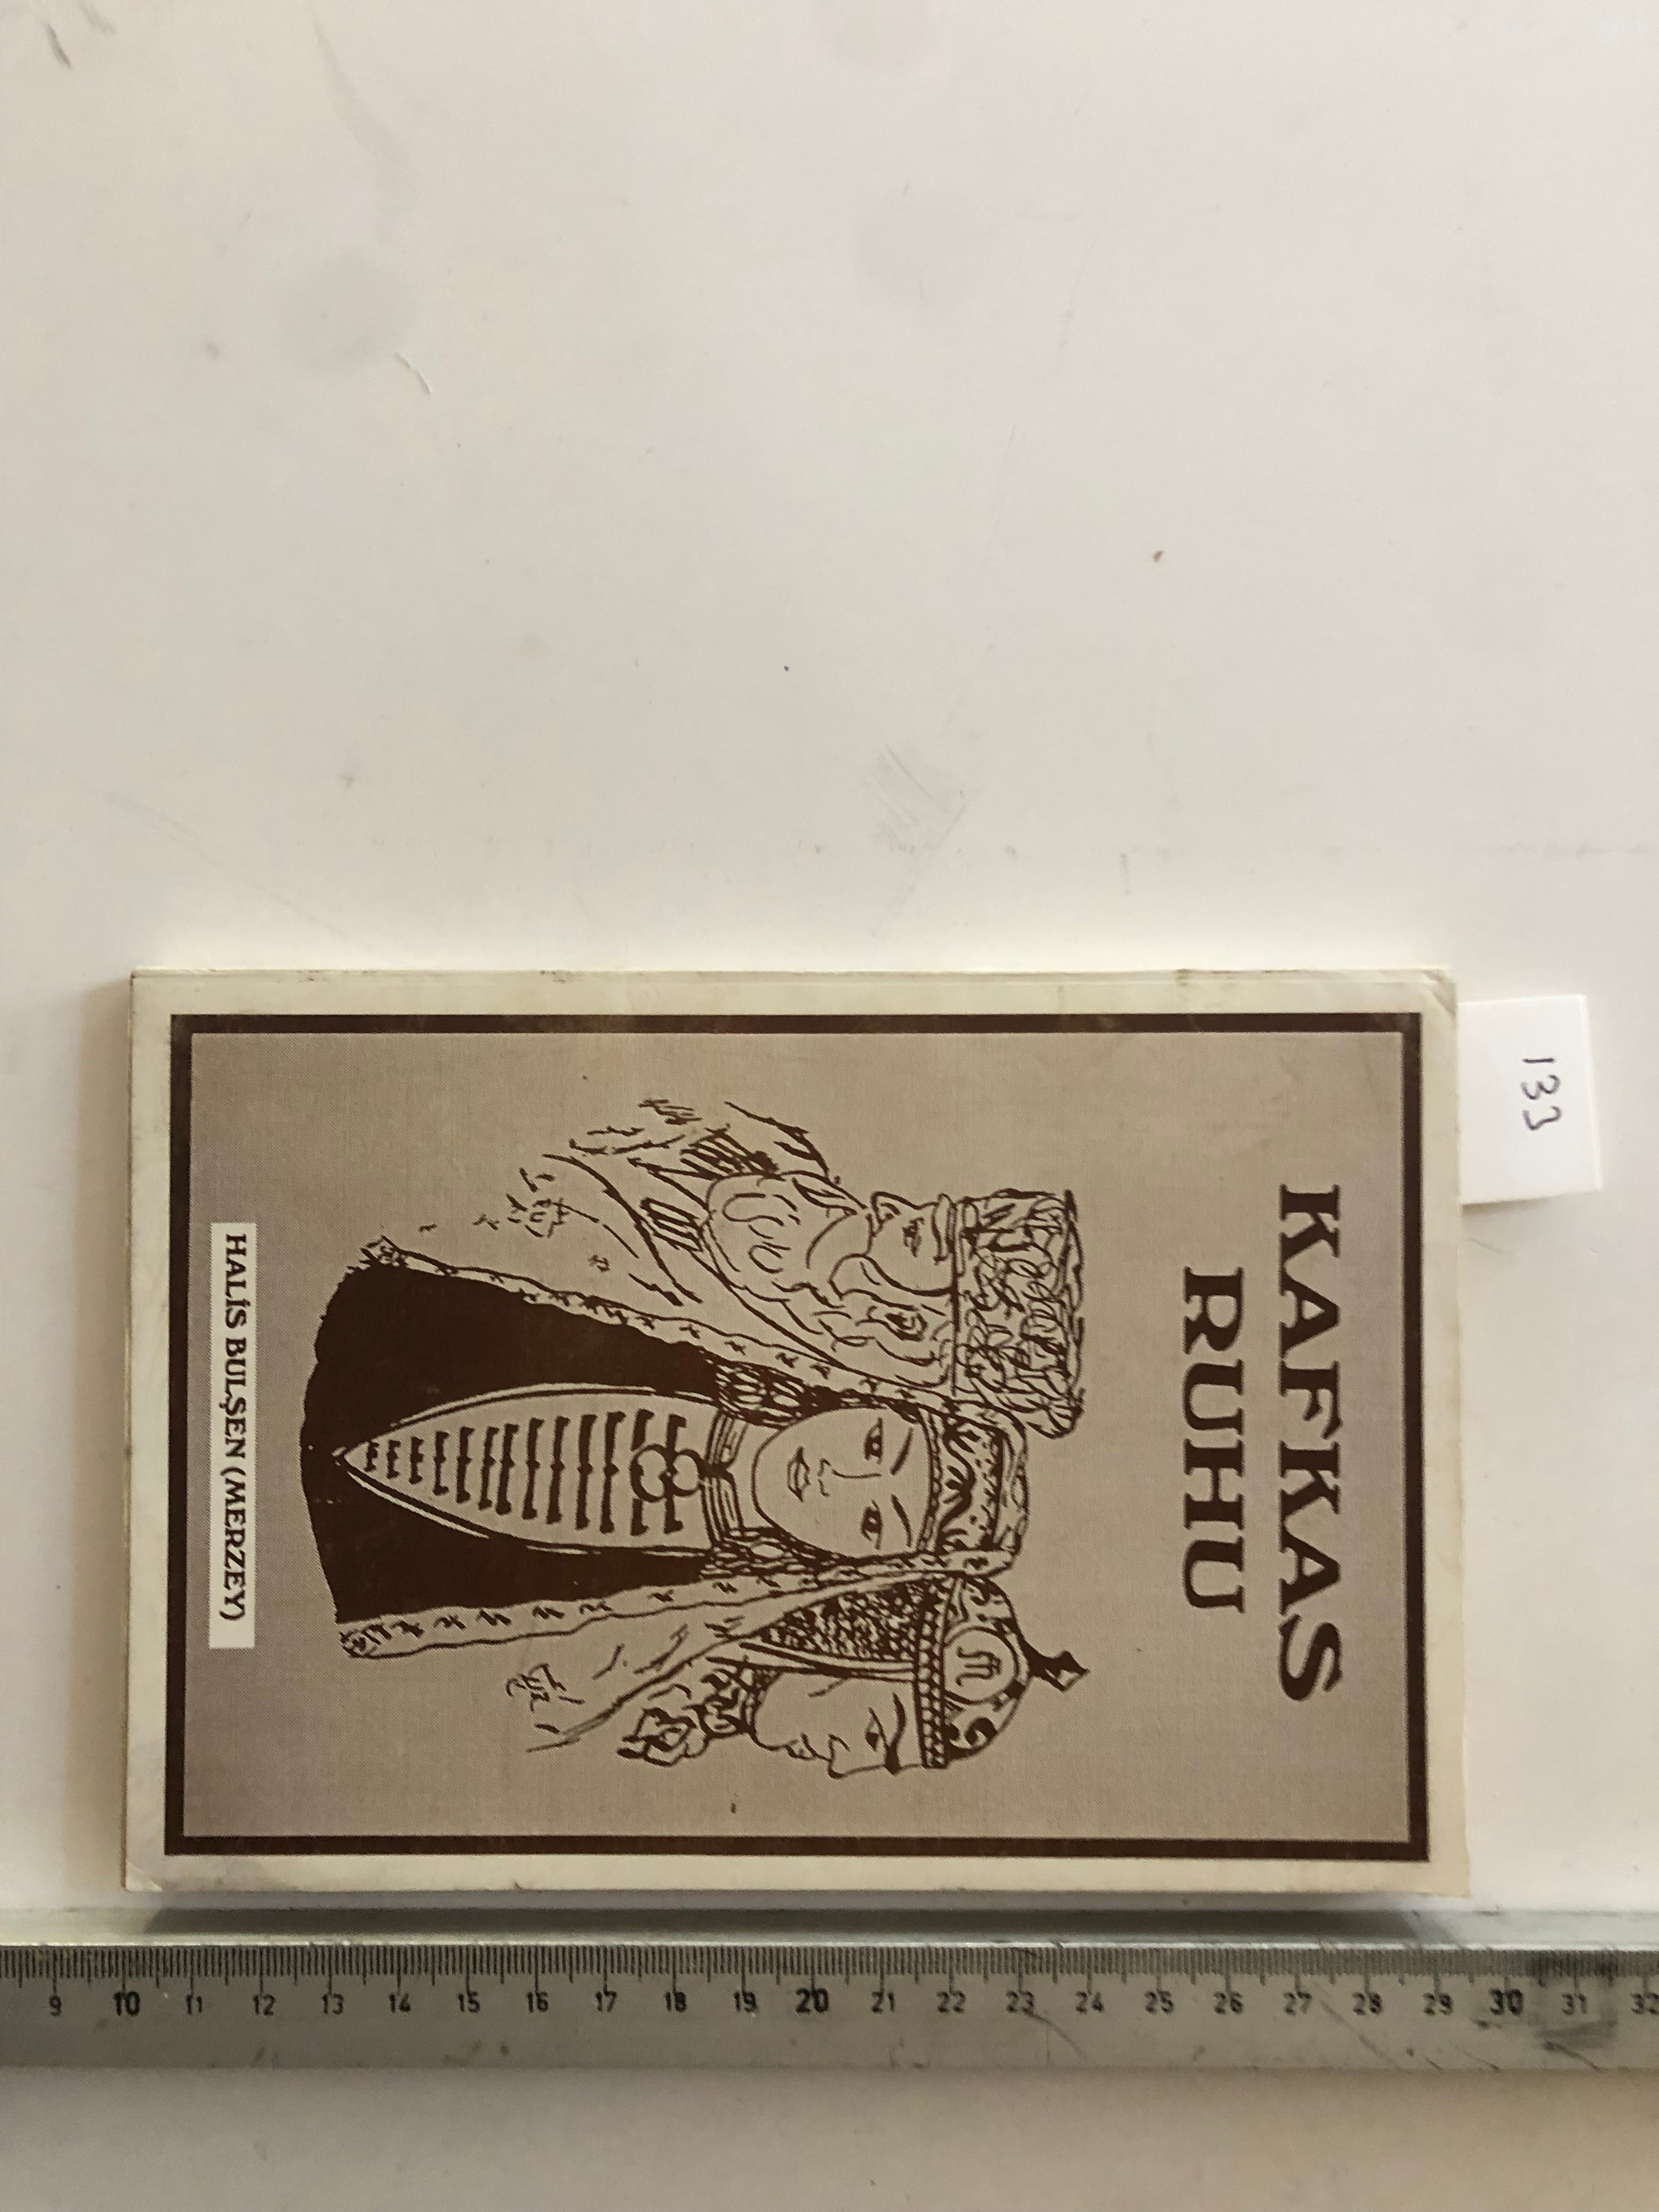 133
KAFKAS
RUHU
HALİS BULŞEN (MERZEY)
9 10 11 12 13 14 15 16 17 18 19 20 21 22 23 24 25 26 27 28 29 30 31 32